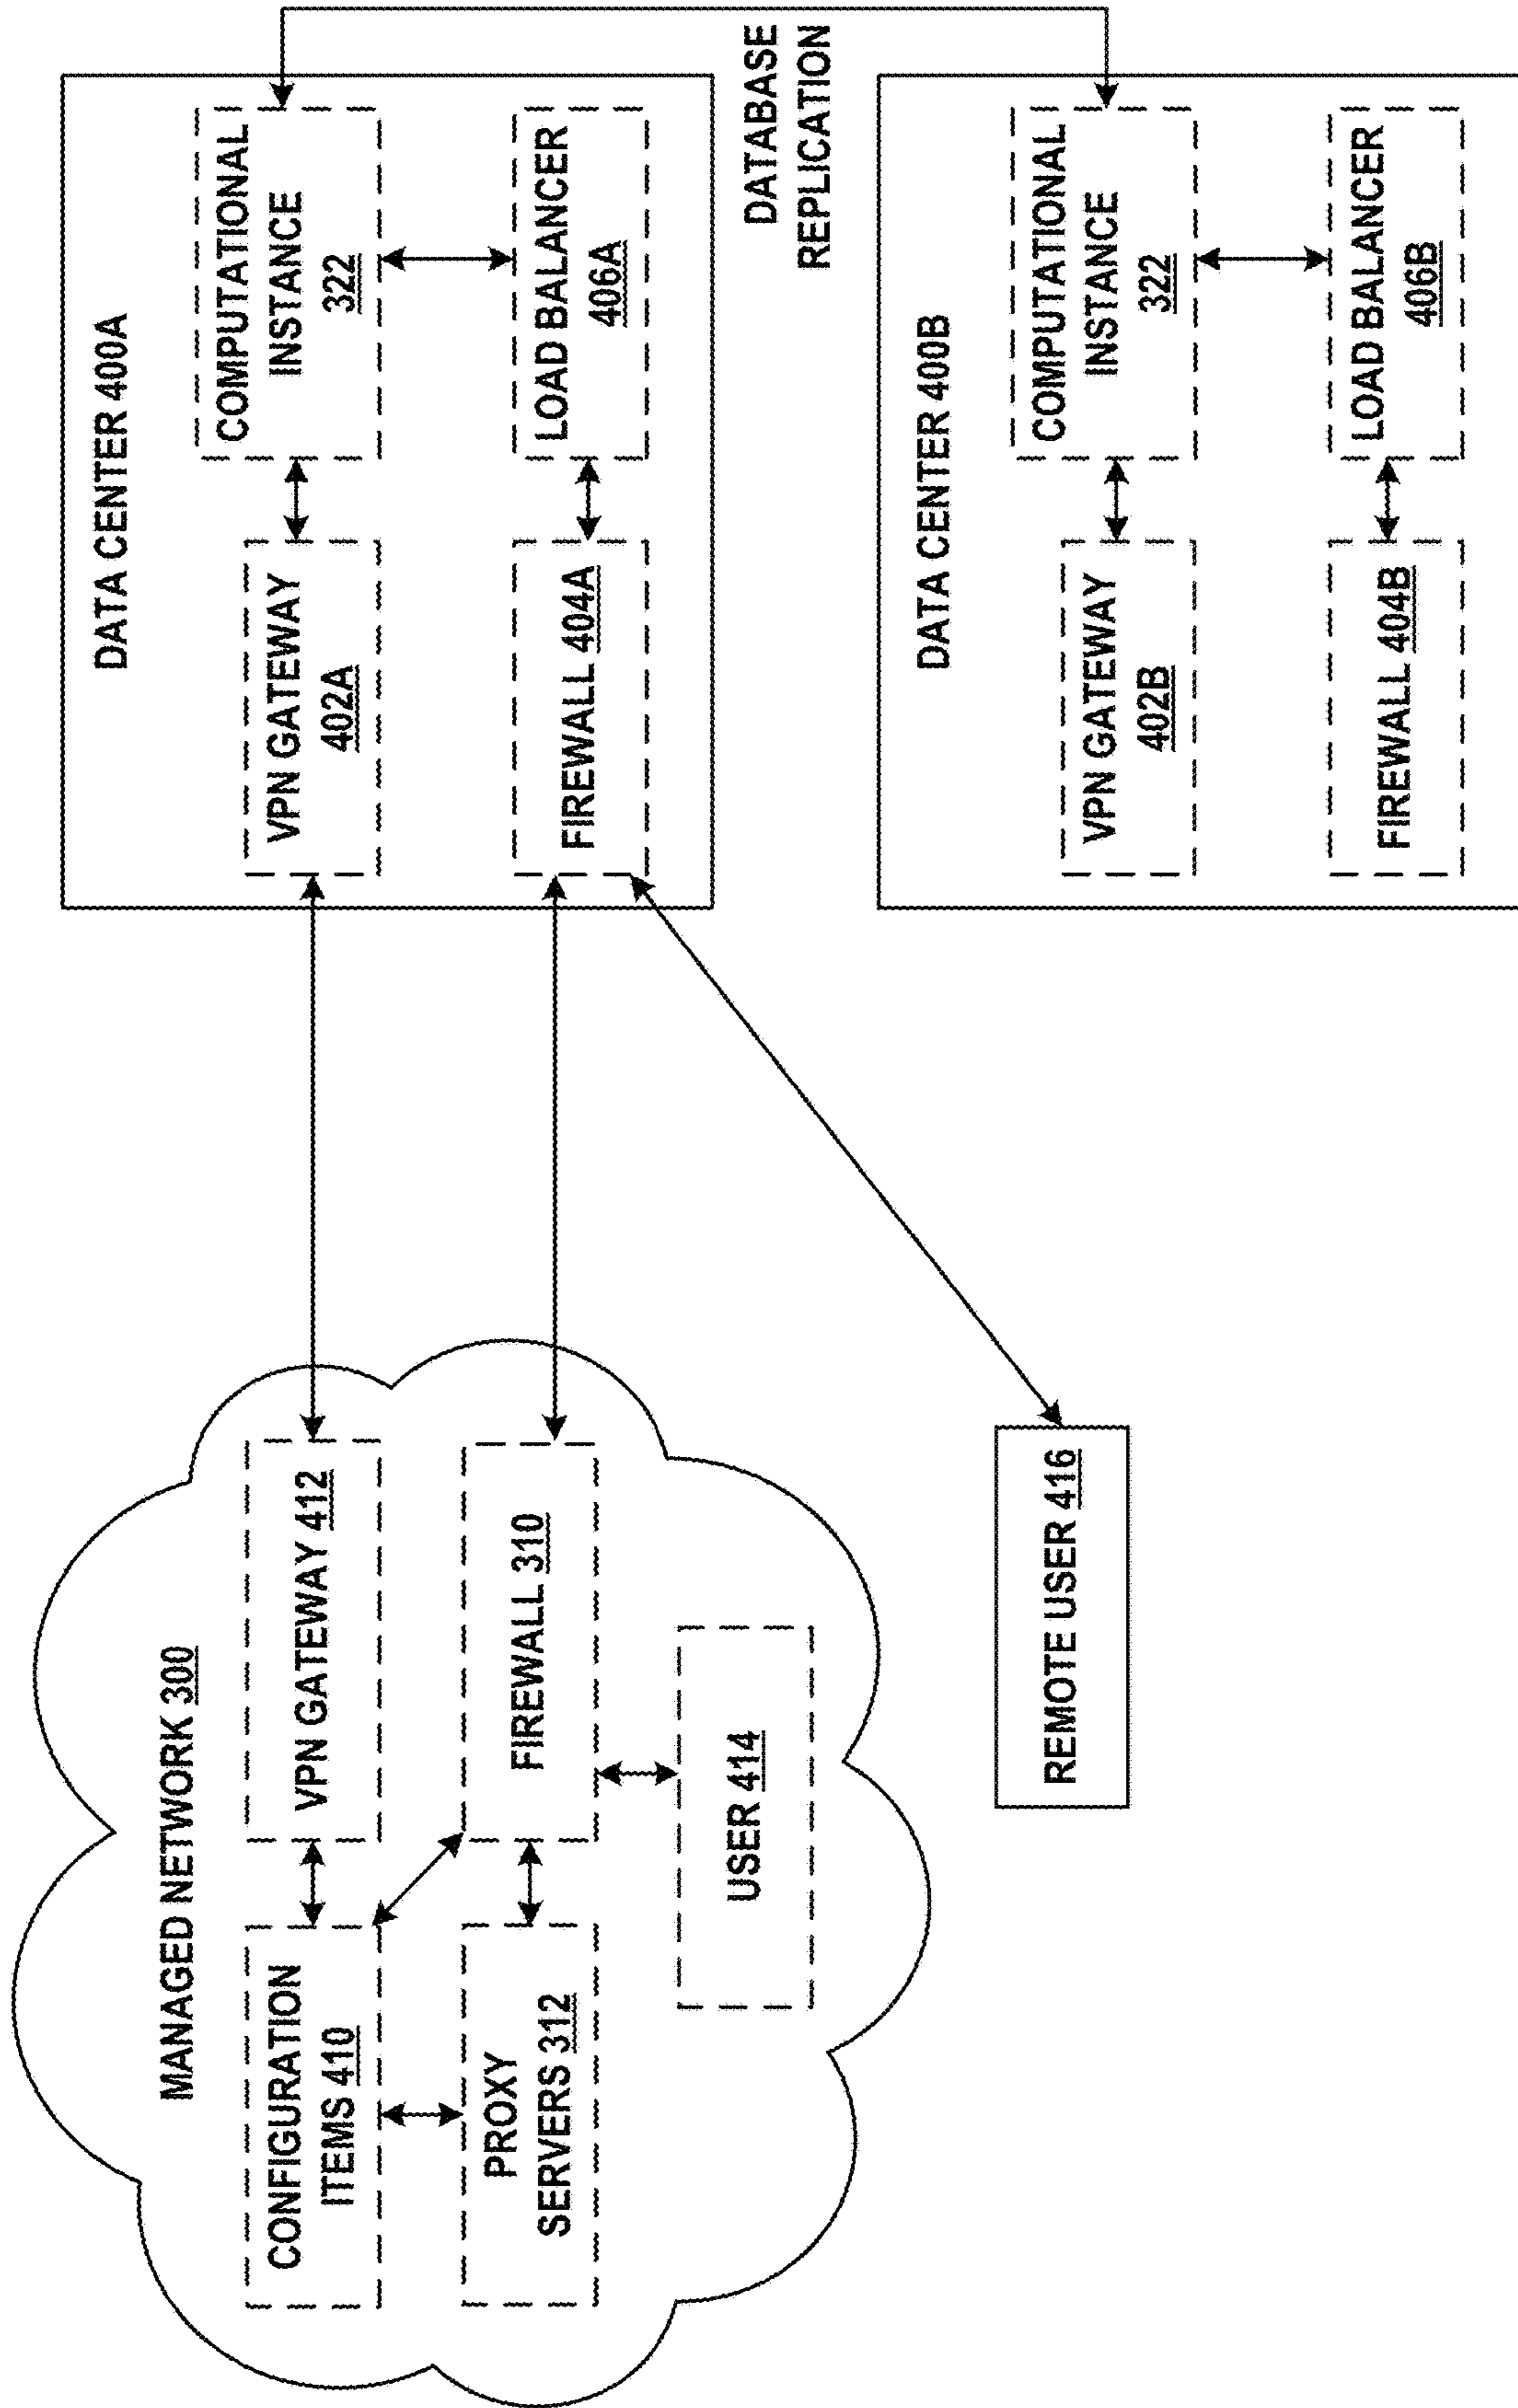 MANAGED NETWORK 300
CONFIGURATION
ITEMS 410
VPN GATEWAY 412
PROXY
SERVERS 312
FIREWALL 310
USER 414
REMOTE USER 416
DATA CENTER 400A
VPN GATEWAY
402A
COMPUTATIONAL
INSTANCE
322
FIREWALL 404A
LOAD BALANCER
406A
DATABASE
REPLICATION
DATA CENTER 400B
VPN GATEWAY
402B
COMPUTATIONAL
INSTANCE
322
FIREWALL 404B
LOAD BALANCER
406B